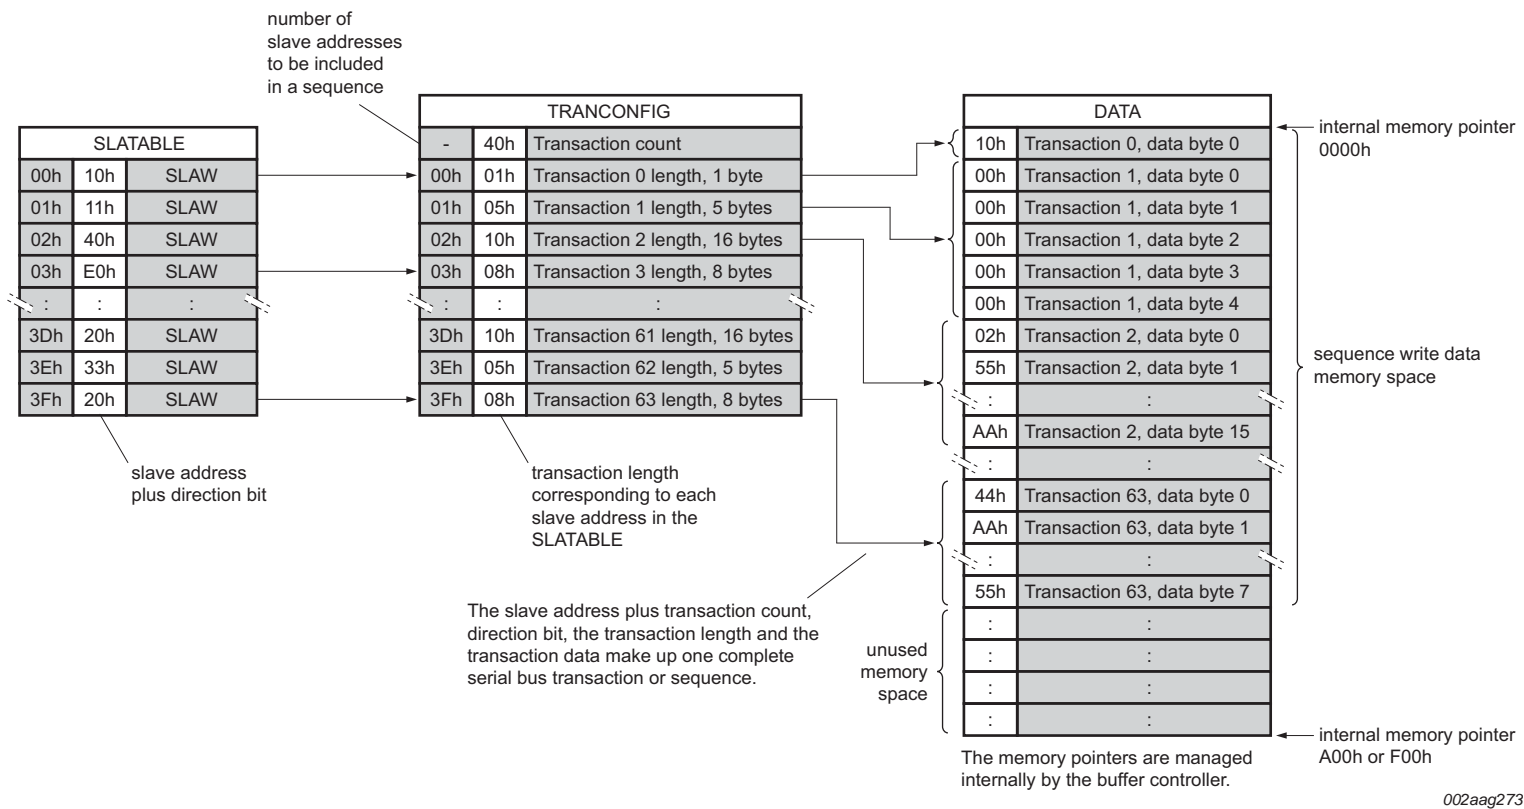 number of
slave addresses
to be included
in a sequence
SLATABLE
00h 10h SLAW
01h 11h SLAW
02h 40h SLAW
03h E0h SLAW
: : :
3Dh 20h SLAW
3Eh 33h SLAW
3Fh 20h SLAW
slave address
plus direction bit
TRANCONFIG
- 40h Transaction count
00h 01h Transaction 0 length, 1 byte
01h 05h Transaction 1 length, 5 bytes
02h 10h Transaction 2 length, 16 bytes
03h 08h Transaction 3 length, 8 bytes
: : :
3Dh 10h Transaction 61 length, 16 bytes
3Eh 05h Transaction 62 length, 5 bytes
3Fh 08h Transaction 63 length, 8 bytes
transaction length
corresponding to each
slave address in the
SLATABLE
The slave address plus transaction count,
direction bit, the transaction length and the
transaction data make up one complete
serial bus transaction or sequence.
DATA
10h Transaction 0, data byte 0
00h Transaction 1, data byte 0
00h Transaction 1, data byte 1
00h Transaction 1, data byte 2
00h Transaction 1, data byte 3
00h Transaction 1, data byte 4
02h Transaction 2, data byte 0
55h Transaction 2, data byte 1
: :
AAh Transaction 2, data byte 15
: :
44h Transaction 63, data byte 0
AAh Transaction 63, data byte 1
: :
55h Transaction 63, data byte 7
: :
: :
: :
: :
unused
memory
space
internal memory pointer
0000h
sequence write data
memory space
internal memory pointer
A00h or F00h
The memory pointers are managed
internally by the buffer controller.
002aag273